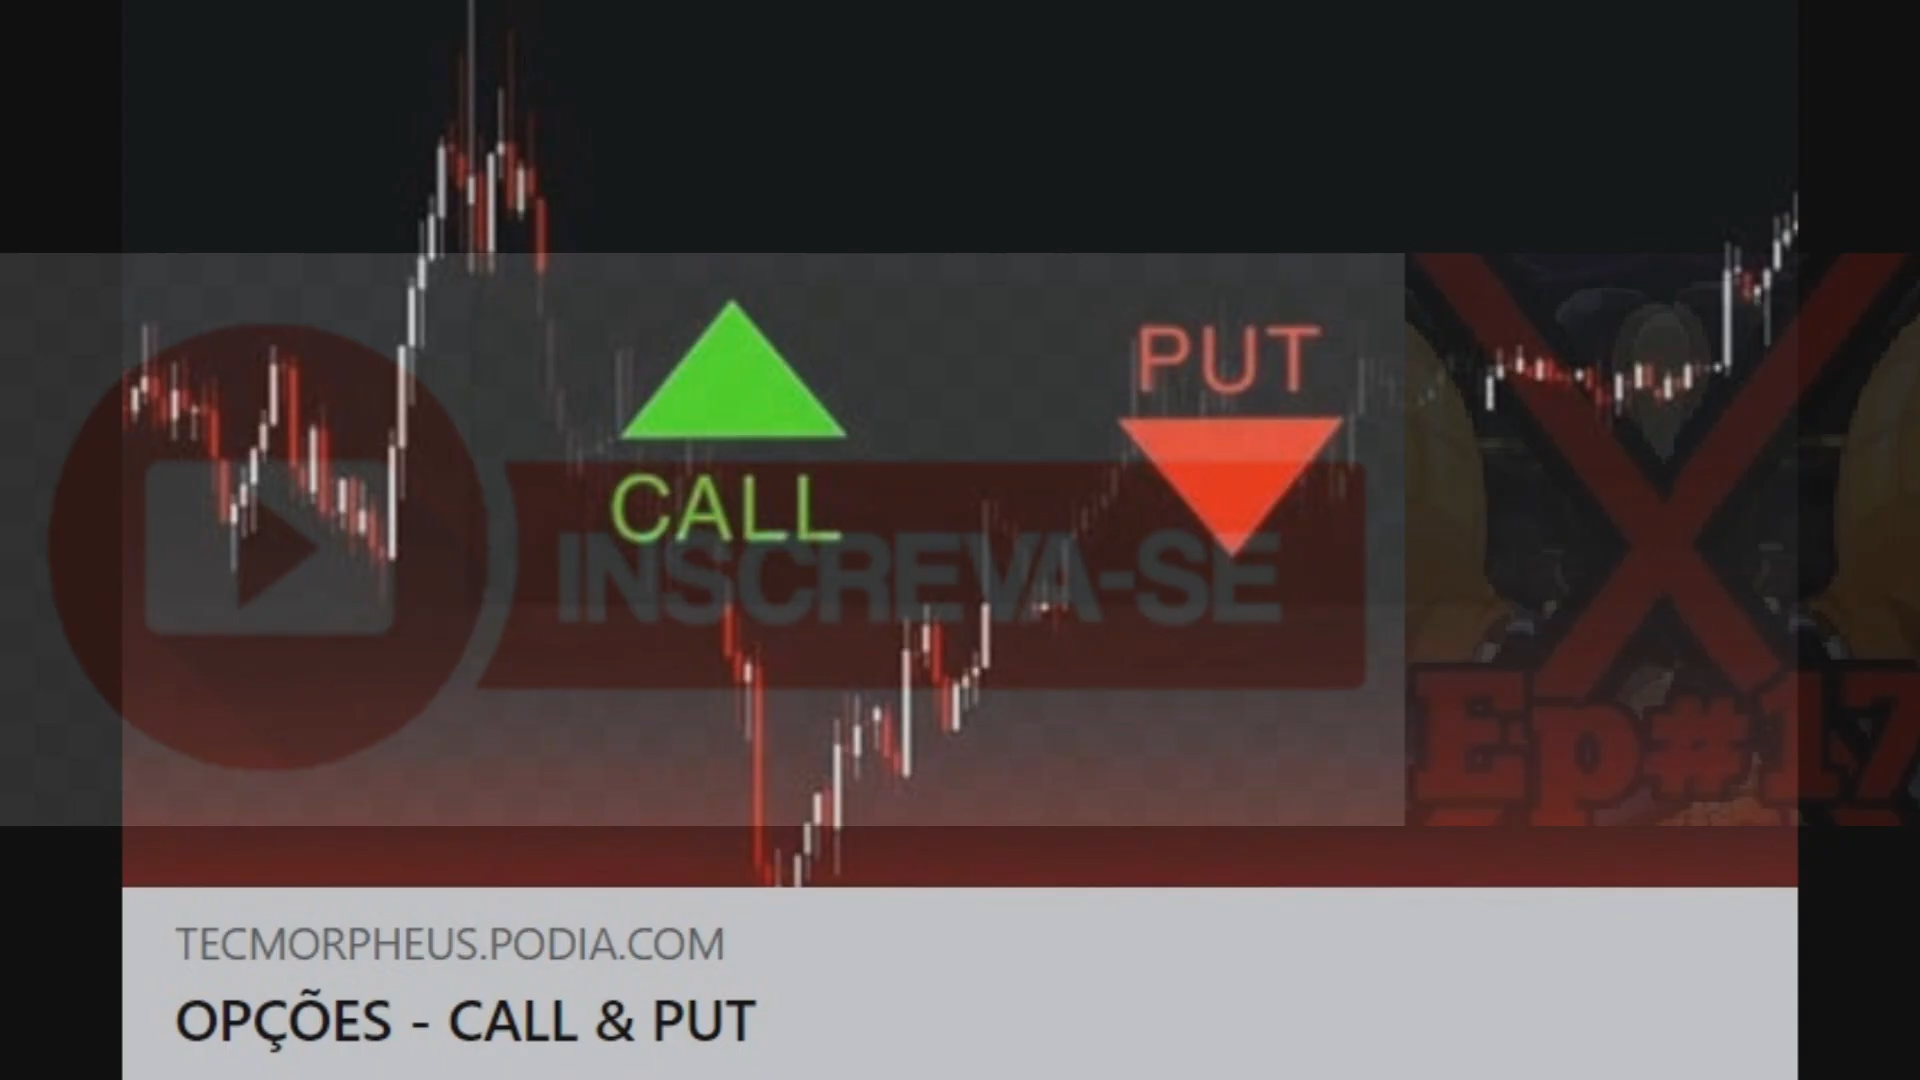 PUT
CALL
INSCREVA-SE
Ep#17
TECMORPHEUS.PODIA.COM
OPÇÕES - CALL & PUT